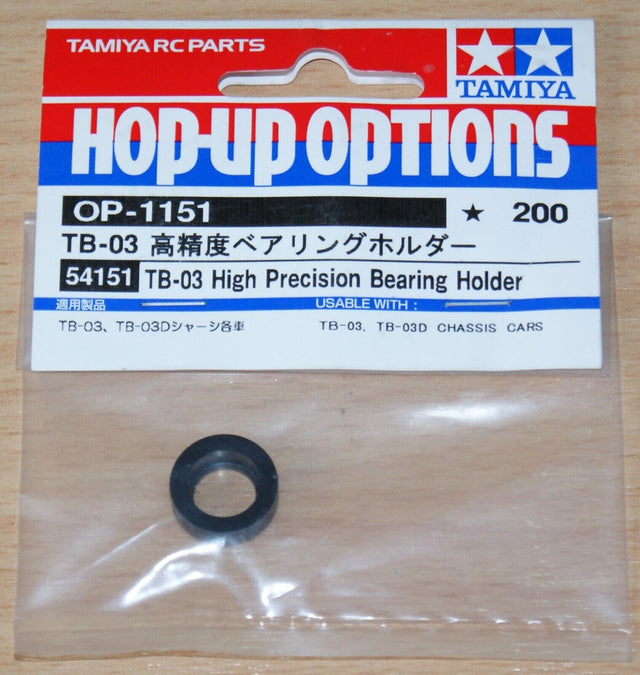 TAMIYA RC PARTS
TAMIYA
HOP-UP OPTIONS
OP-1151 ★ 200
TB-03 高精度ベアリングホルダー
54151 TB-03 High Precision Bearing Holder
適用製品 USABLE WITH :
TB-03、TB-03Dシャーシ各車 TB-03, TB-03D CHASSIS CARS